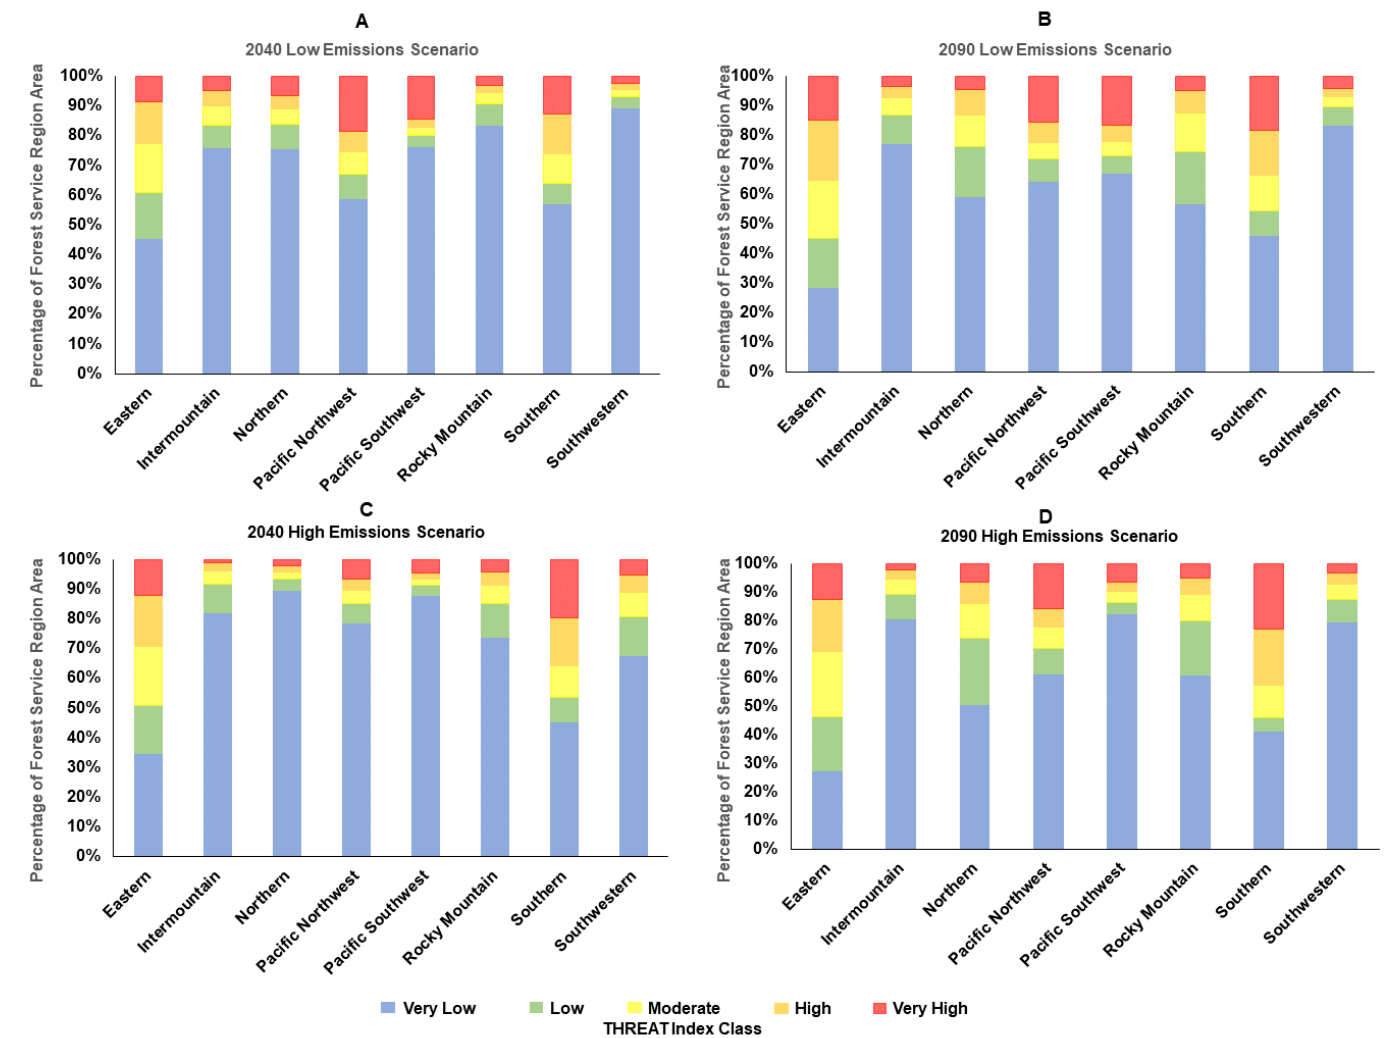 A
2040 Low Emissions Scenario
Percentage of Forest Service Region Area
100%
90%
80%
70%
60%
50%
40%
30%
20%
10%
0%
Eastern
Intermountain
Northern
Pacific Northwest
Pacific Southwest
Rocky Mountain
Southern
Southwestern
B
2090 Low Emissions Scenario
Percentage of Forest Service Region Area
100%
90%
80%
70%
60%
50%
40%
30%
20%
10%
0%
Eastern
Intermountain
Northern
Pacific Northwest
Pacific Southwest
Rocky Mountain
Southern
Southwestern
C
2040 High Emissions Scenario
Percentage of Forest Service Region Area
100%
90%
80%
70%
60%
50%
40%
30%
20%
10%
0%
Eastern
Intermountain
Northern
Pacific Northwest
Pacific Southwest
Rocky Mountain
Southern
Southwestern
D
2090 High Emissions Scenario
Percentage of Forest Service Region Area
100%
90%
80%
70%
60%
50%
40%
30%
20%
10%
0%
Eastern
Intermountain
Northern
Pacific Northwest
Pacific Southwest
Rocky Mountain
Southern
Southwestern
Very Low Low Moderate High Very High
THREAT Index Class